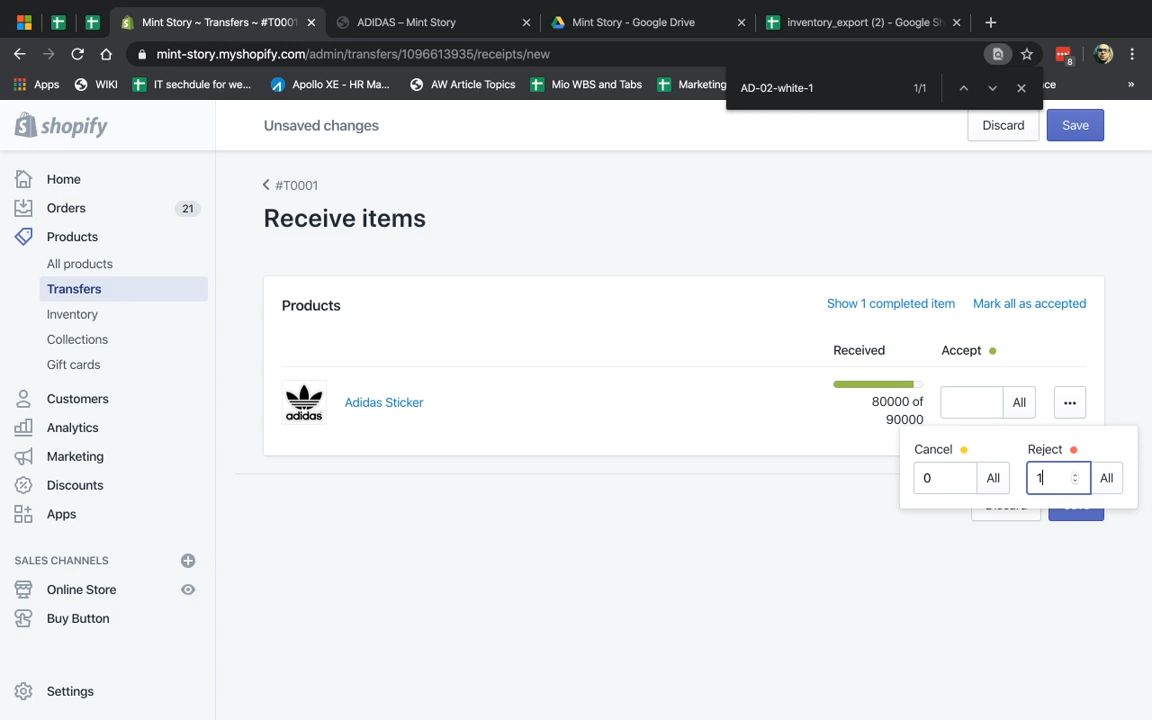 Mint Story ~ Transfers ~ #T0001
ADIDAS – Mint Story
Mint Story - Google Drive
inventory_export (2) - Google Sh
mint-story.myshopify.com/admin/transfers/1096613935/receipts/new
8
Apps
WIKI
IT sechdule for we...
Apollo XE - HR Ma...
AW Article Topics
Mio WBS and Tabs
Marketing
ce
»
AD-02-white-1
1/1
shopify
Unsaved changes
Discard
Save
Home
Orders
21
Products
All products
Transfers
Inventory
Collections
Gift cards
Customers
Analytics
Marketing
Discounts
Apps
SALES CHANNELS
Online Store
Buy Button
Settings
#T0001
Receive items
Products
Show 1 completed item
Mark all as accepted
Received
Accept
adidas
Adidas Sticker
80000 of
90000
All
Cancel
Reject
0
All
1
All